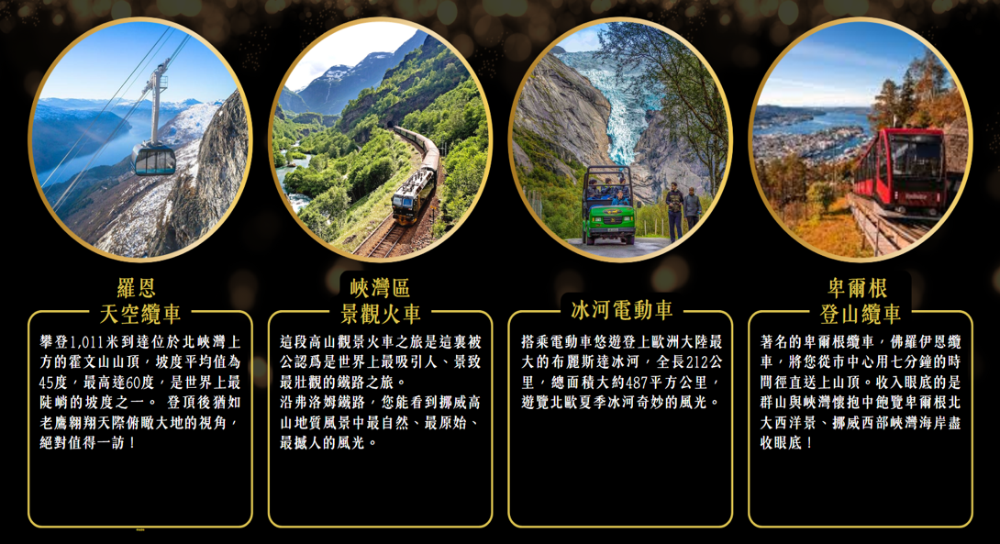 羅恩
天空纜車
攀登1,011米到達位於北峽灣上
方的霍文山山頂，坡度平均值為
45度，最高達60度，是世界上最
陡峭的坡度之一。 登頂後猶如
老鷹翱翔天際俯瞰大地的視角，
絕對值得一訪！
峽灣區
景觀火車
這段高山觀景火車之旅是這裏被
公認爲是世界上最吸引人、景致
最壯觀的鐵路之旅。
沿弗洛姆鐵路，您能看到挪威高
山地質風景中最自然、最原始、
最撼人的風光。
冰河電動車
搭乘電動車悠遊登上歐洲大陸最
大的布麗斯達冰河，全長212公
里，總面積大約487平方公里，
遊覽北歐夏季冰河奇妙的風光。
卑爾根
登山纜車
著名的卑爾根纜車，佛羅伊恩纜
車，將您從市中心用七分鐘的時
間徑直送上山頂。收入眼底的是
群山與峽灣懷抱中飽覽卑爾根北
大西洋景、挪威西部峽灣海岸盡
收眼底！